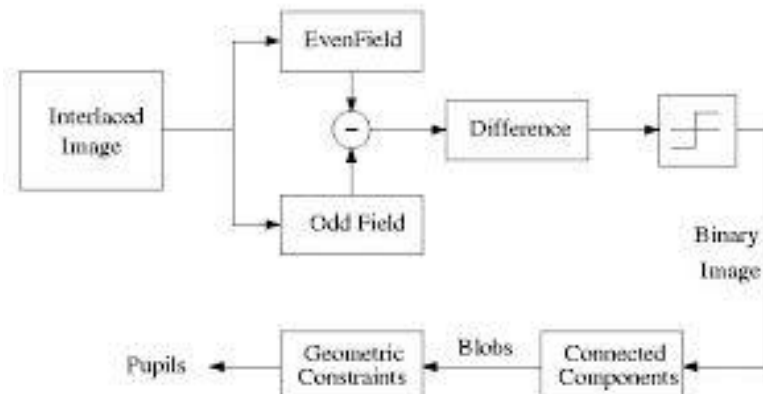 EvenField
Interlaced
Image
-
Difference
Odd Field
Binary
Image
Pupils
Geometric
Constraints
Blobs
Connected
Components